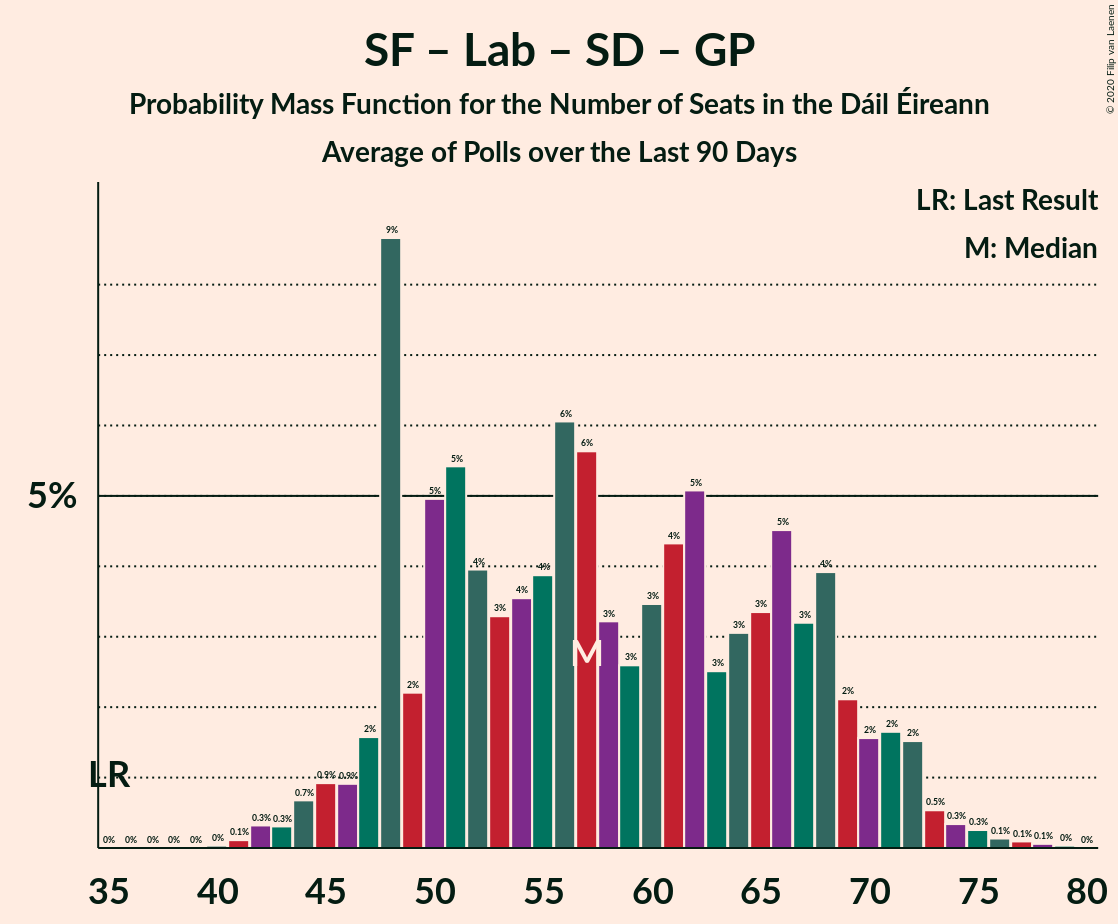 SF – Lab – SD – GP
Probability Mass Function for the Number of Seats in the Dáil Éireann
Average of Polls over the Last 90 Days
© 2020 Filip van Laenen
LR: Last Result
M: Median
5%
LR
M
0% 0% 0% 0% 0% 0% 0.1% 0.3% 0.3% 0.7% 0.9% 0.9% 2% 9% 2% 5% 5% 4% 3% 4% 4% 6% 6% 3% 3% 3% 4% 5% 3% 3% 3% 5% 3% 4% 2% 2% 2% 2% 0.5% 0.3% 0.3% 0.1% 0.1% 0.1% 0% 0%
35 40 45 50 55 60 65 70 75 80